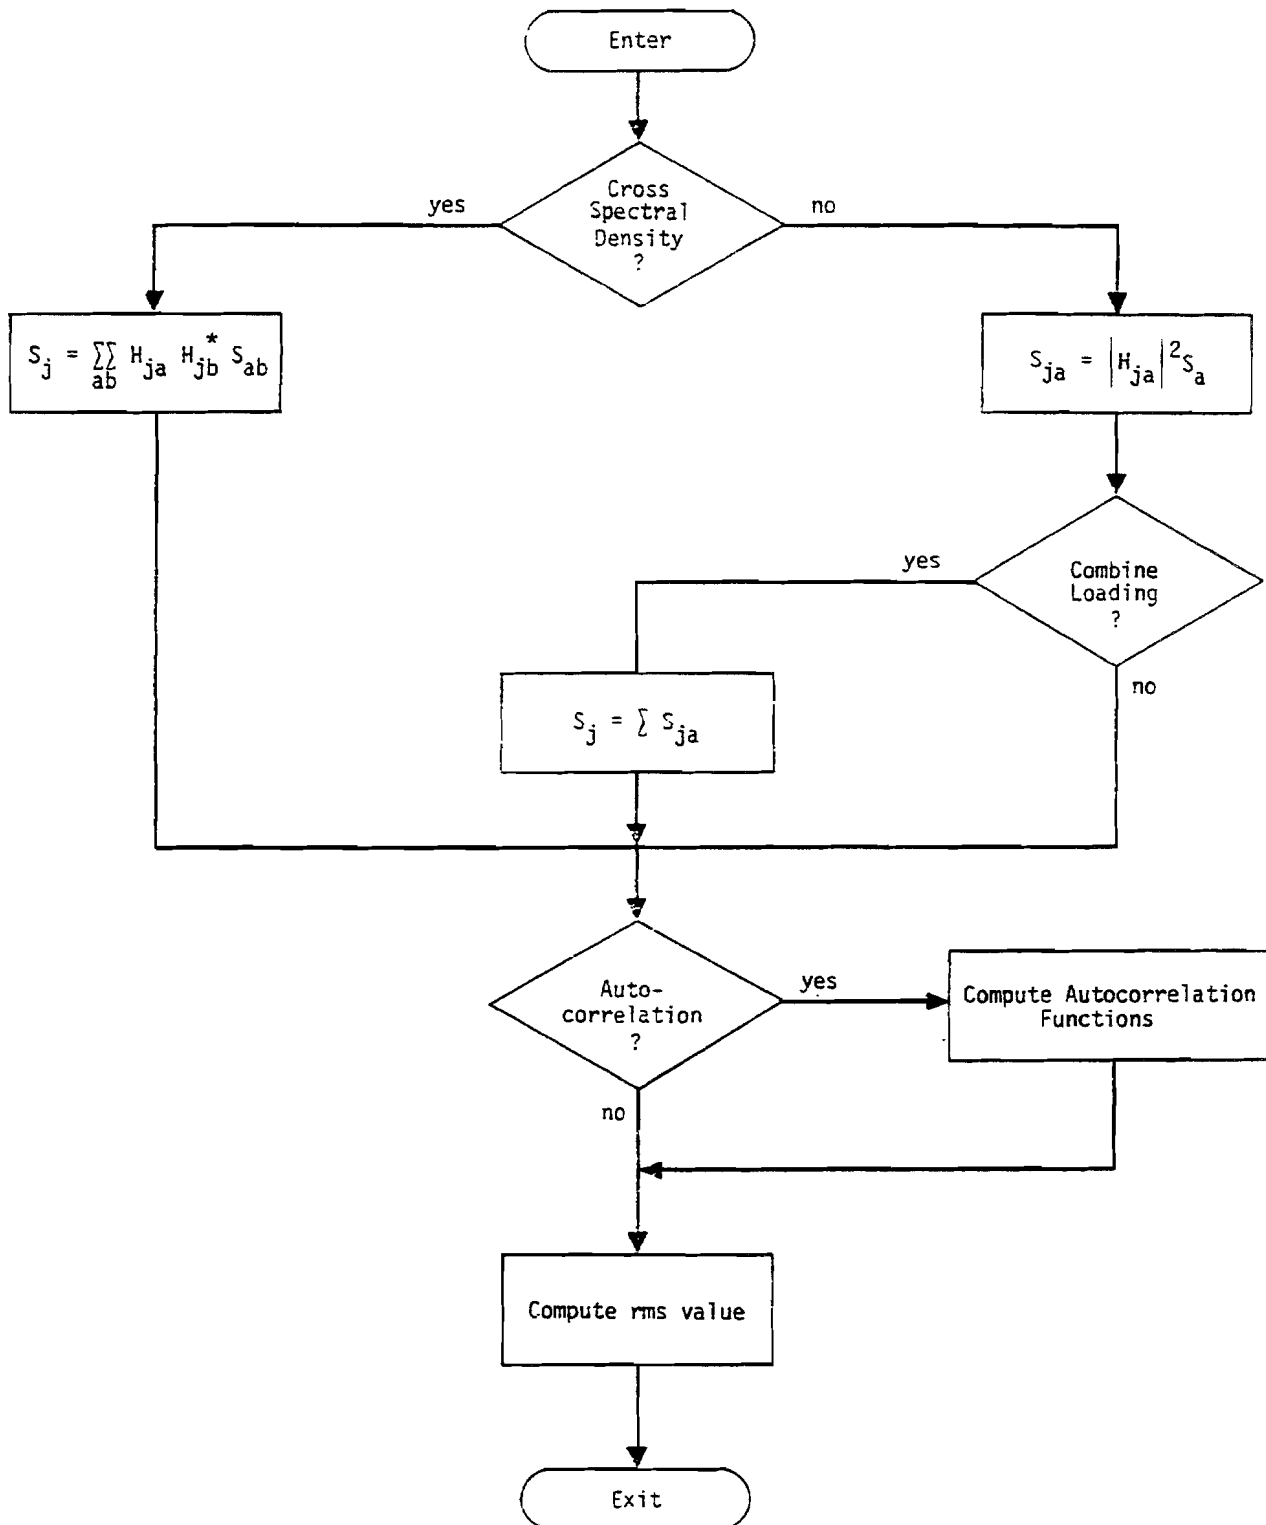 Enter
Cross
Spectral
Density
?
yes
no
S_j = ∑∑_ab H_ja H_jb^* S_ab
S_ja = |H_ja|^2 S_a
Combine
Loading
?
yes
no
S_j = ∑ S_ja
Auto-
correlation
?
yes
no
Compute Autocorrelation
Functions
Compute rms value
Exit